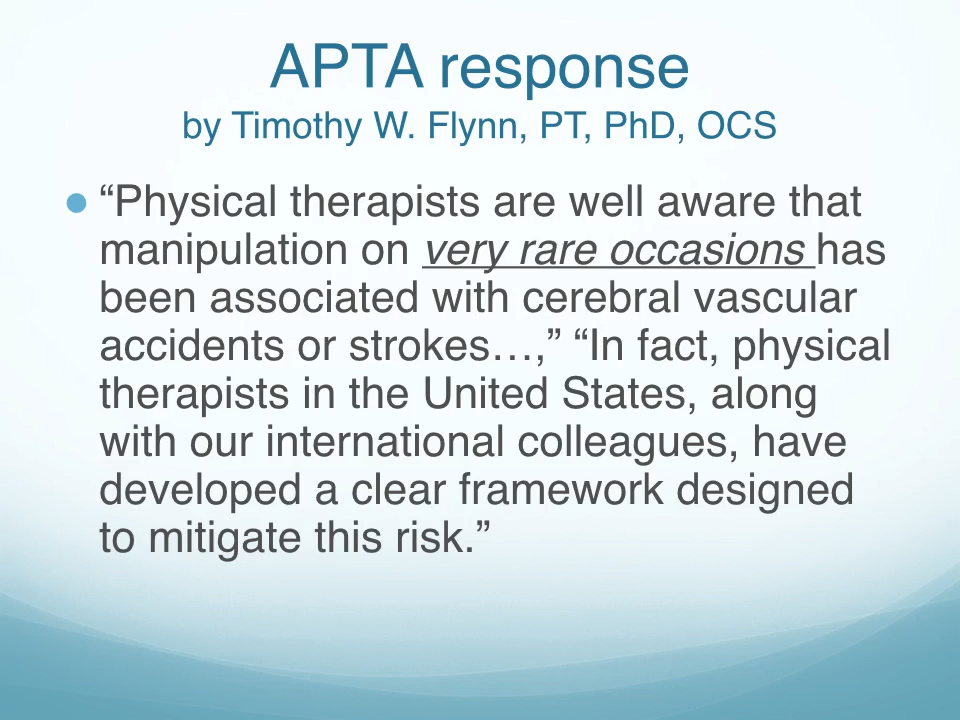 APTA response
by Timothy W. Flynn, PT, PhD, OCS
“Physical therapists are well aware that
manipulation on very rare occasions has
been associated with cerebral vascular
accidents or strokes…,” “In fact, physical
therapists in the United States, along
with our international colleagues, have
developed a clear framework designed
to mitigate this risk.”